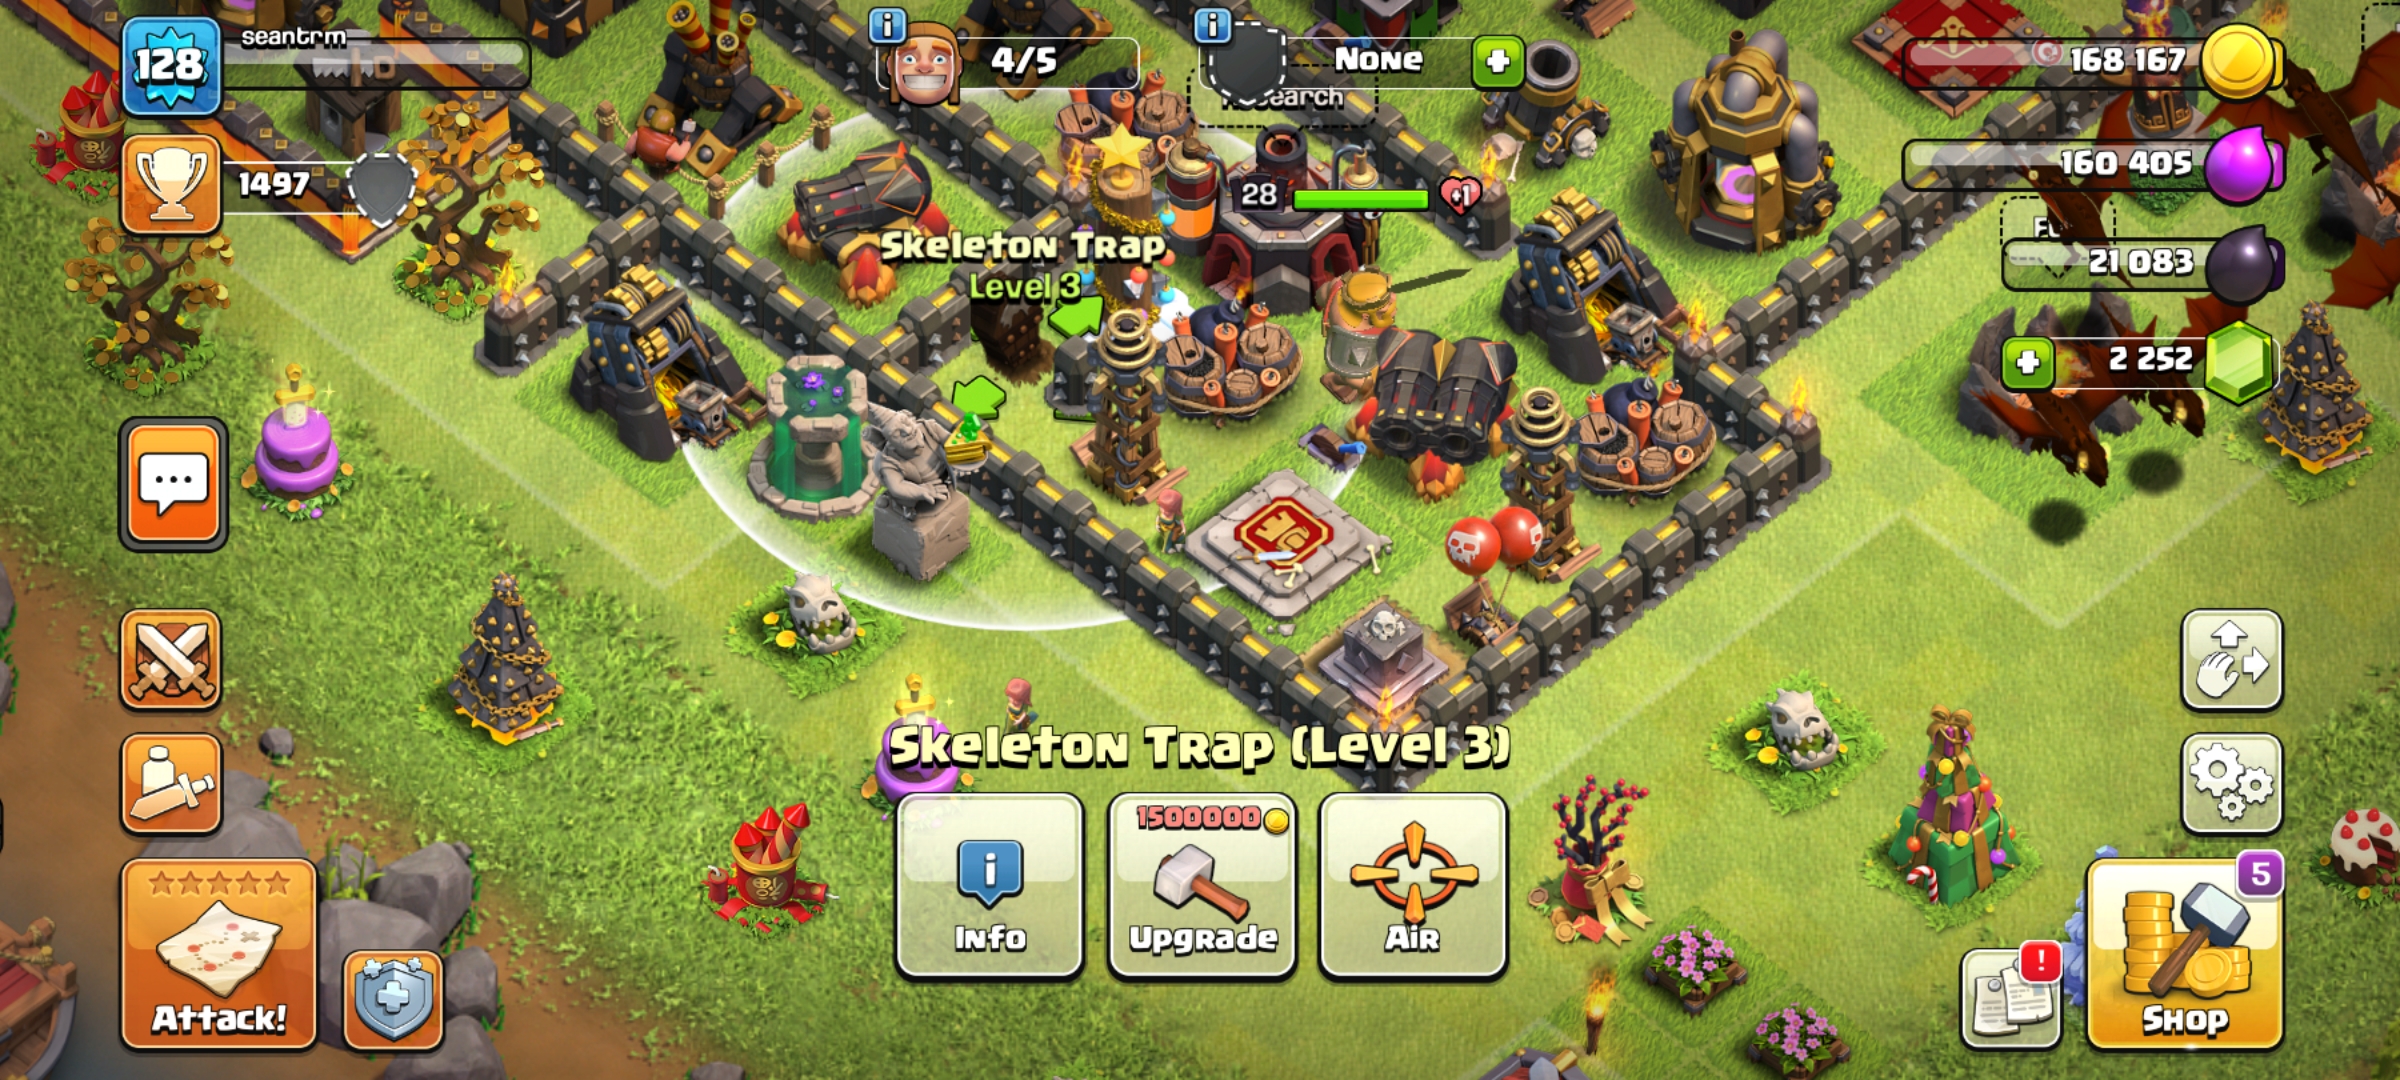 128
seantrm
4/5
None
168 167
1497
160 405
28
+1
Skeleton Trap
Level 3
21 083
2 252
Skeleton Trap (Level 3)
1500000
Info
Upgrade
Air
5
Attack!
!
Shop